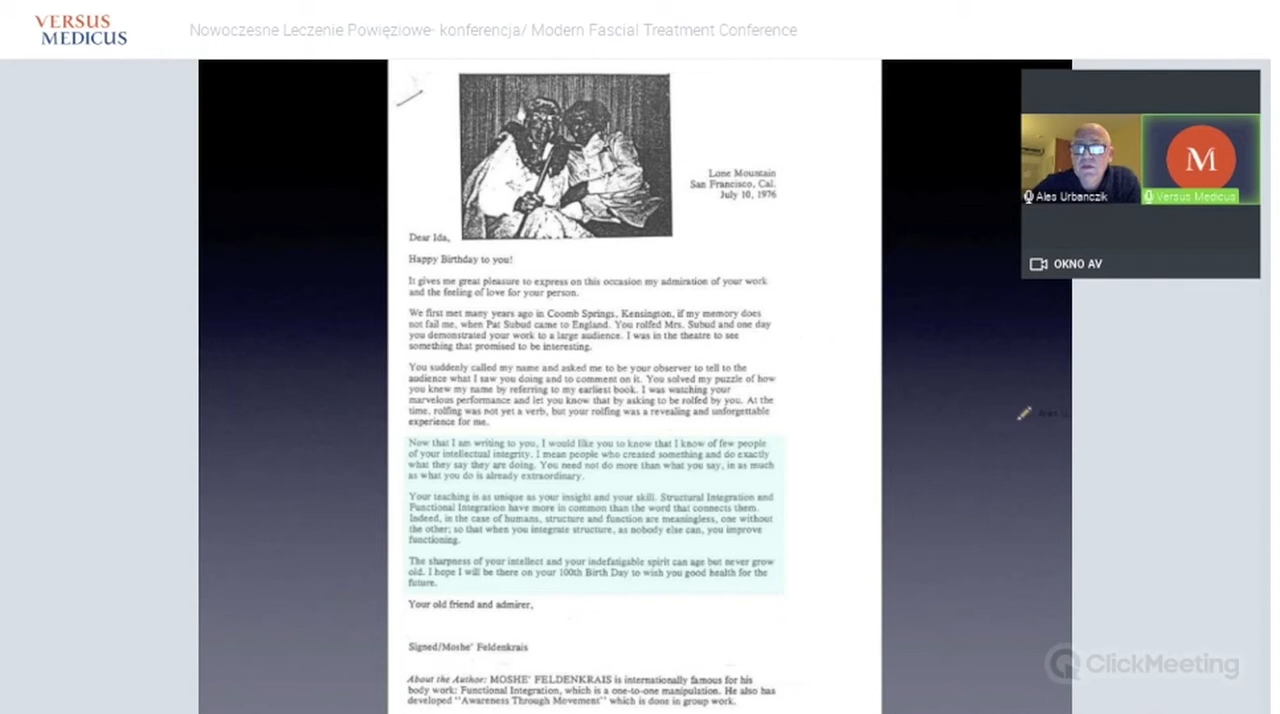 VERSUS
MEDICUS
Nowoczesne Leczenie Powięziowe- konferencja/ Modern Fascial Treatment Conference
Lone Mountain
San Francisco, Cal.
July 10, 1976
Dear Ida,
Happy Birthday to you!
It gives me great pleasure to express on this occasion my admiration of your work
and the feeling of love for your person.
We first met many years ago in Coomb Springs, Kensington, if my memory does
not fail me, when Pat Subud came to England. You rolfed Mrs. Subud and one day
you demonstrated your work to a large audience. I was in the theatre to see
something that promised to be interesting.
You suddenly called my name and asked me to be your observer to tell to the
audience what I saw you doing and to comment on it. You solved my puzzle of how
you knew my name by referring to my earliest book. I was watching your
marvelous performance and let you know that by asking to be rolfed by you. At the
time, rolfing was not yet a verb, but your rolfing was a revealing and unforgettable
experience for me.
Now that I am writing to you, I would like you to know that I know of few people
of your intellectual integrity. I mean people who created something and do exactly
what they say they are doing. You need not do more than what you say, in as much
as what you do is already extraordinary.
Your teaching is as unique as your insight and your skill. Structural Integration and
Functional Integration have more in common than the word that connects them.
Indeed, in the case of humans, structure and function are meaningless, one without
the other; so that when you integrate structure, as nobody else can, you improve
functioning.
The sharpness of your intellect and your indefatigable spirit can age but never grow
old. I hope I will be there on your 100th Birth Day to wish you good health for the
future.
Your old friend and admirer,
Signed/Moshe' Feldenkrais
About the Author: MOSHE' FELDENKRAIS is internationally famous for his
body work: Functional Integration, which is a one-to-one manipulation. He also has
developed "Awareness Through Movement" which is done in group work.
M
Ales Urbanczik
Versus Medicus
OKNO AV
ClickMeeting